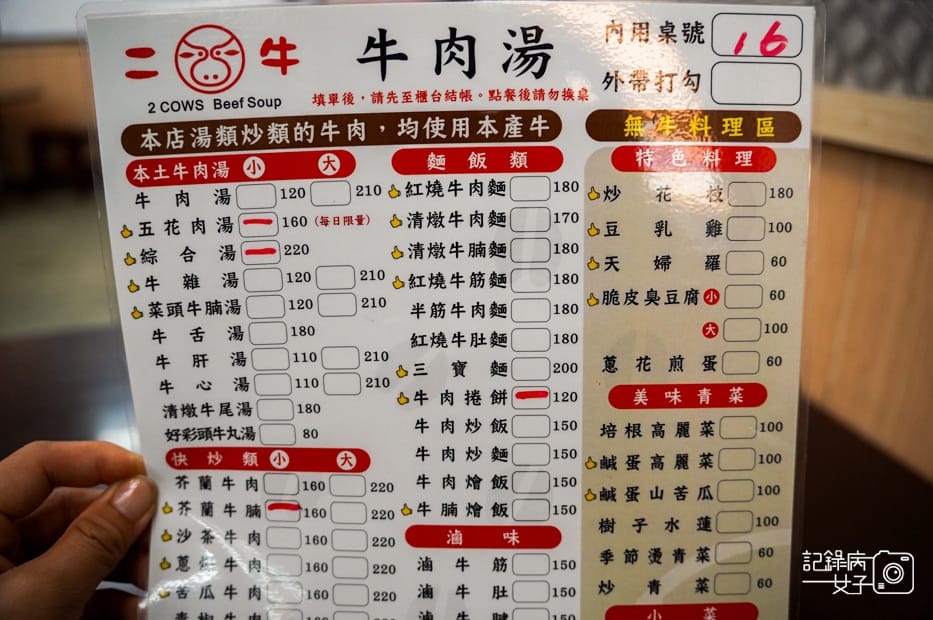 二 牛
2 COWS Beef Soup
牛肉湯
填單後，請先至櫃台結帳。點餐後請勿換桌
內用桌號 16
外帶打勾
本店湯類炒類的牛肉，均使用本產牛
本土牛肉湯 小 大
牛肉湯 120 210
五花肉湯 160 (每日限量)
綜合湯 220
牛雜湯 120 210
菜頭牛腩湯 120 210
牛舌湯 180
牛肝湯 110 210
牛心湯 110 210
清燉牛尾湯 180
好彩頭牛丸湯 80
快炒類 小 大
芥蘭牛肉 160 220
芥蘭牛腩 160 220
沙茶牛肉 160 220
蔥爆牛肉 160 220
苦瓜牛肉 160 220
青椒牛肉 160 220
麵飯類
紅燒牛肉麵 180
清燉牛肉麵 170
清燉牛腩麵 180
紅燒牛筋麵 180
半筋牛肉麵 180
紅燒牛肚麵 180
三寶麵 200
牛肉捲餅 120
牛肉炒飯 150
牛肉炒麵 150
牛肉燴飯 150
牛腩燴飯 150
滷味
滷牛筋 150
滷牛肚 150
滷牛腱 150
無牛料理區
特色料理
炒花枝 180
豆乳雞 100
天婦羅 60
脆皮臭豆腐 小 60
大 100
蔥花煎蛋 60
美味青菜
培根高麗菜 100
鹹蛋高麗菜 100
鹹蛋山苦瓜 100
樹子水蓮 100
季節燙青菜 60
炒青菜 60
小菜
記錄病
女子